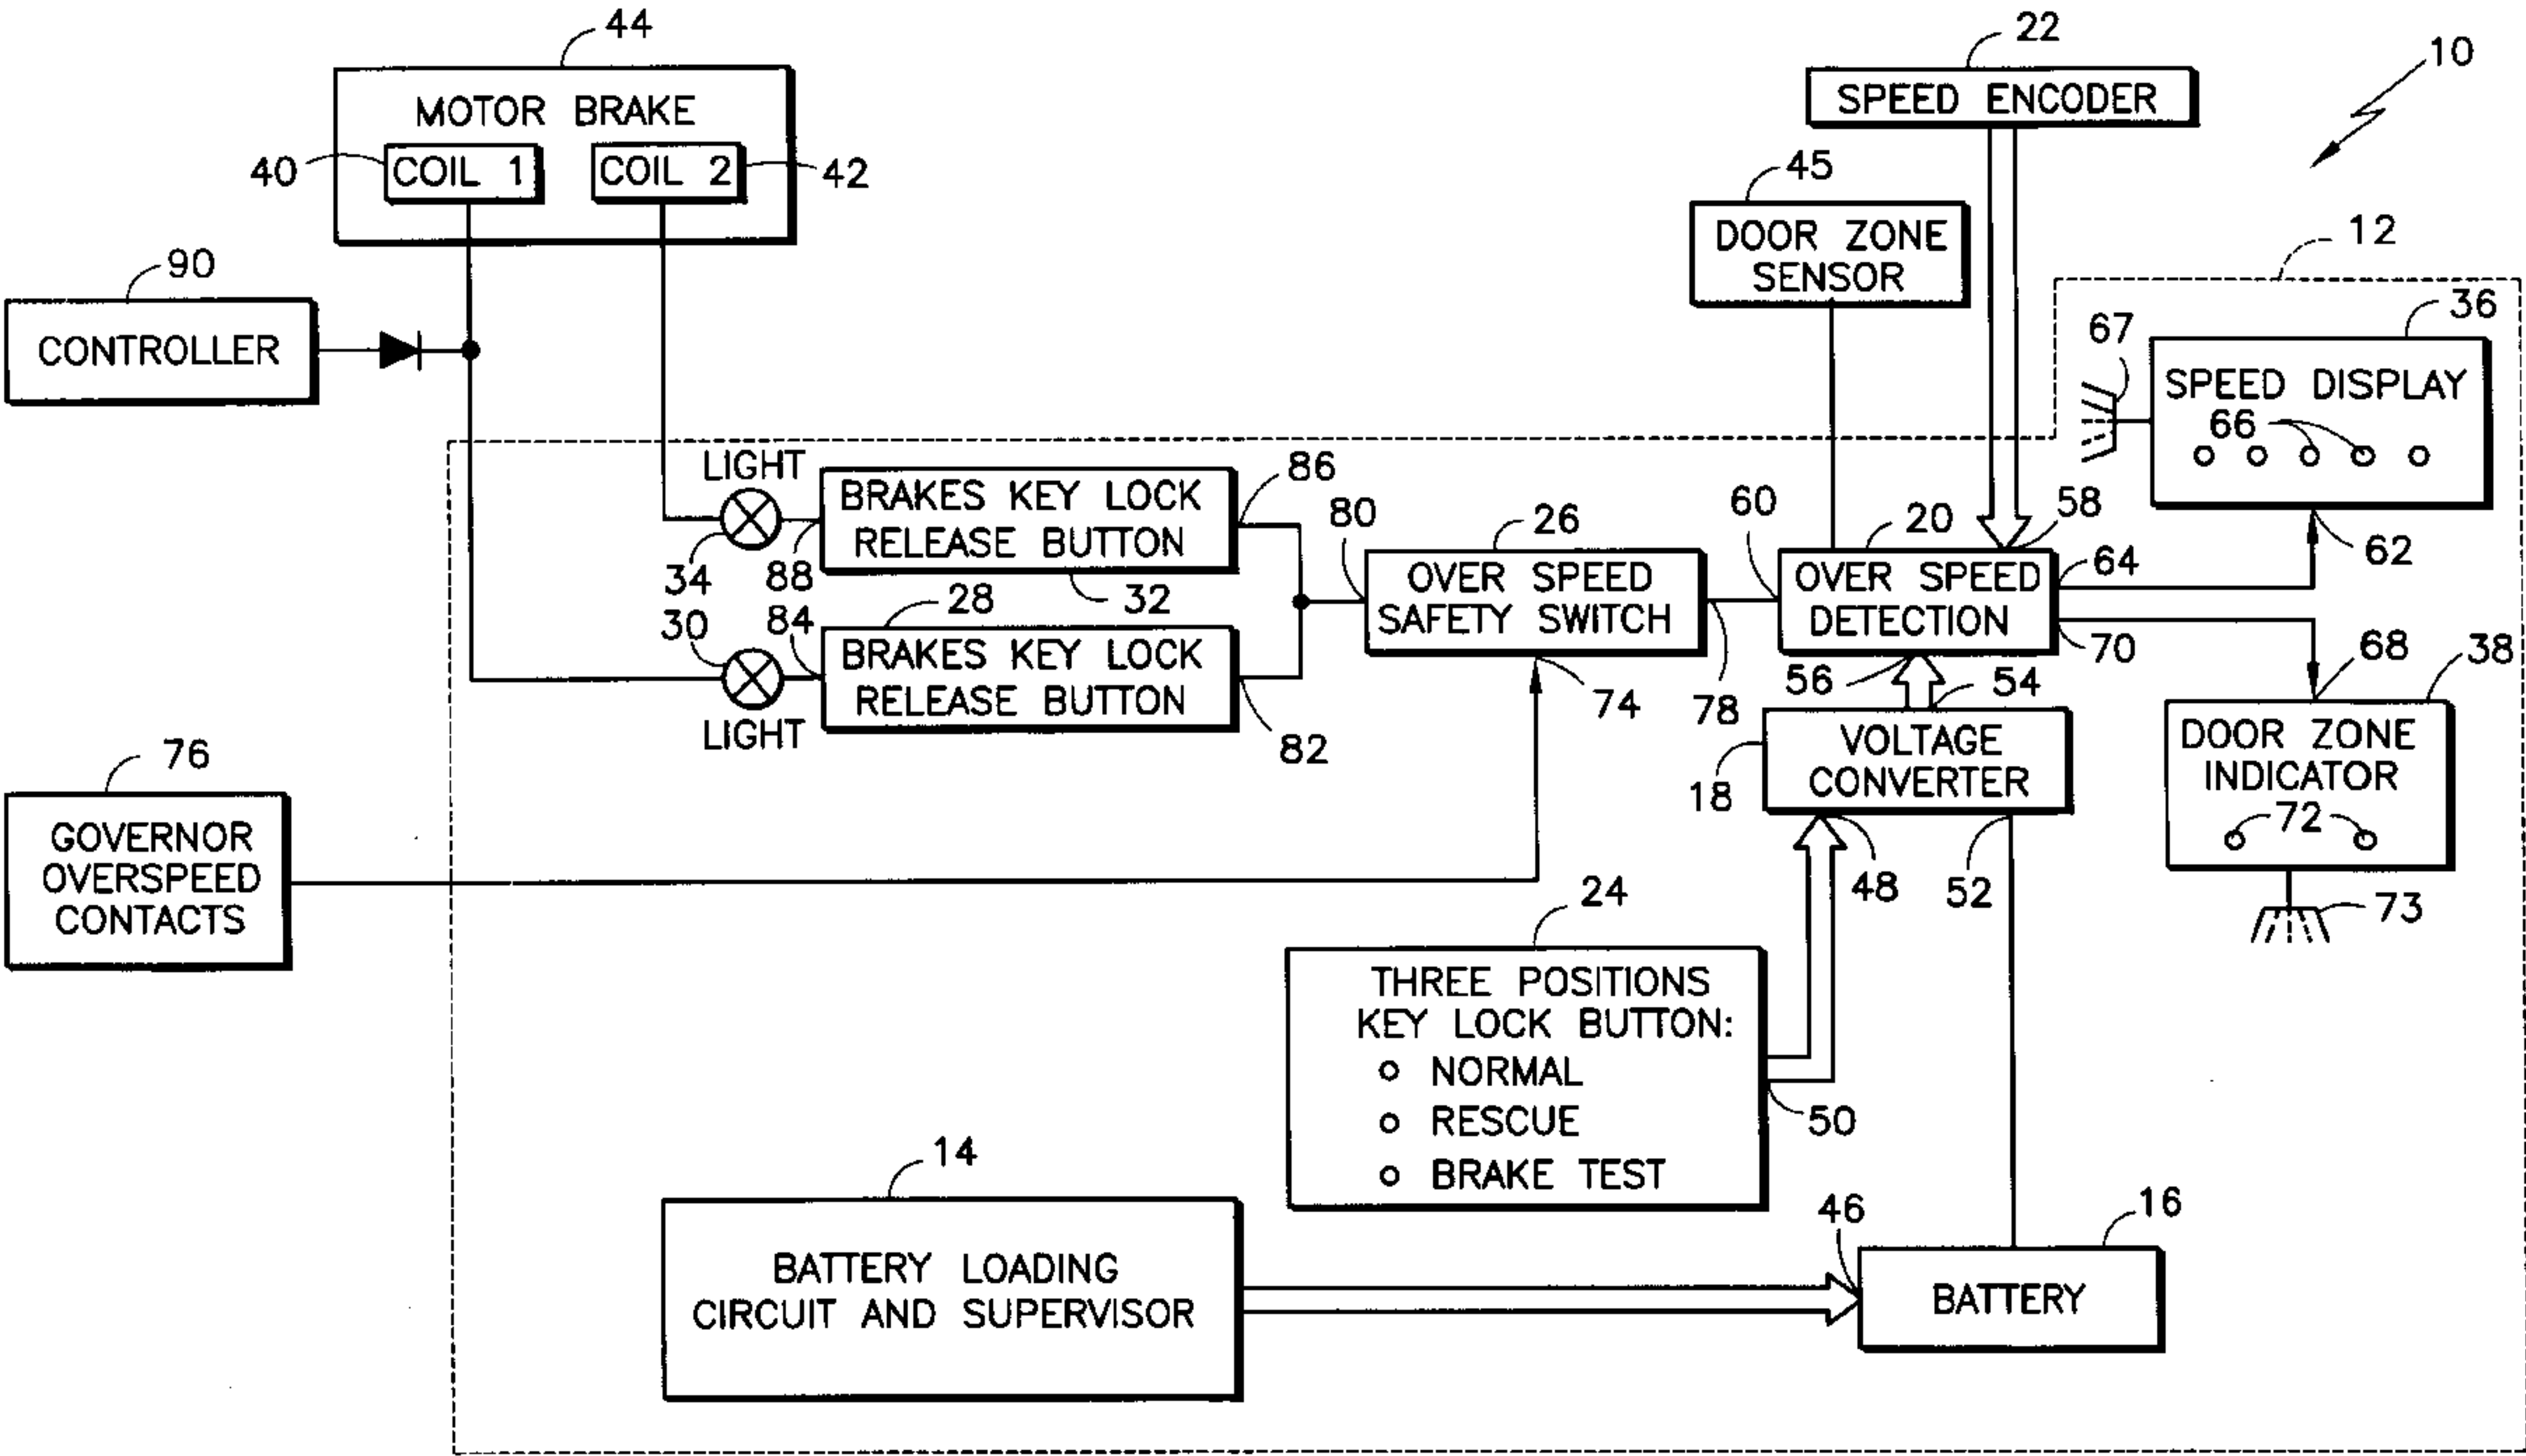 44
22
10
MOTOR BRAKE
SPEED ENCODER
40
COIL 1
COIL 2
42
45
DOOR ZONE
SENSOR
12
90
CONTROLLER
36
67
SPEED DISPLAY
66
LIGHT
34
88
BRAKES KEY LOCK
RELEASE BUTTON
86
32
80
26
OVER SPEED
SAFETY SWITCH
60
20
58
OVER SPEED
DETECTION
64
62
70
30
84
28
BRAKES KEY LOCK
RELEASE BUTTON
LIGHT
82
74
78
56
54
68
38
18
VOLTAGE
CONVERTER
DOOR ZONE
INDICATOR
72
73
76
GOVERNOR
OVERSPEED
CONTACTS
48
52
24
THREE POSITIONS
KEY LOCK BUTTON:
NORMAL
RESCUE
BRAKE TEST
50
14
BATTERY LOADING
CIRCUIT AND SUPERVISOR
46
16
BATTERY